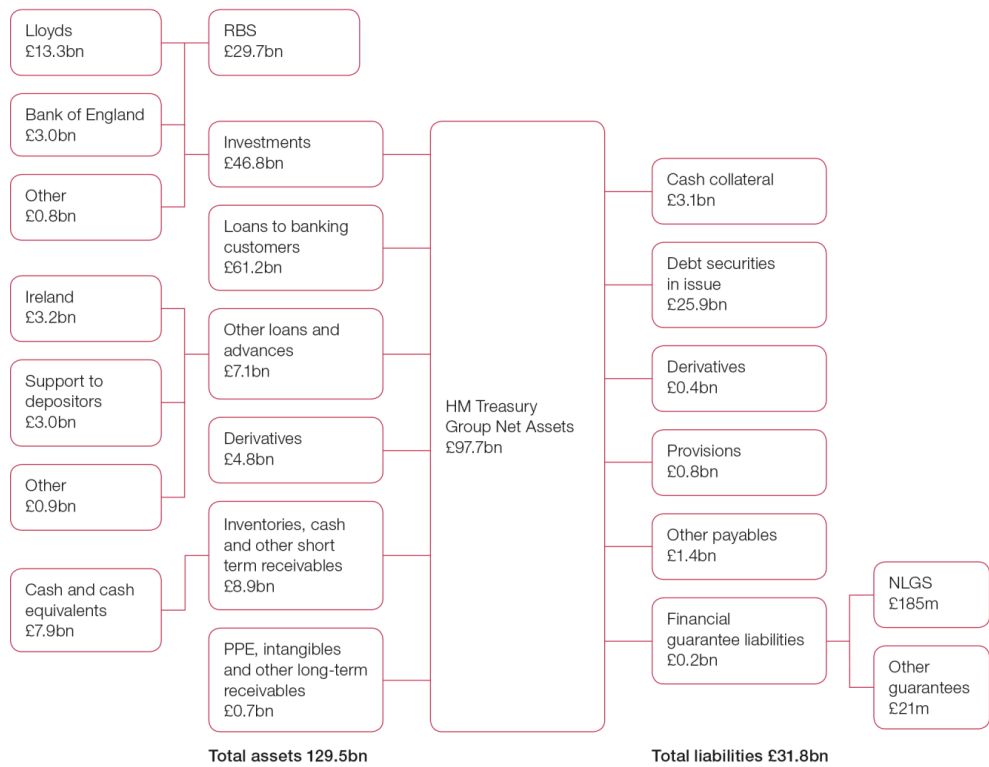 Lloyds
£13.3bn
RBS
£29.7bn
Bank of England
£3.0bn
Other
£0.8bn
Investments
£46.8bn
Loans to banking
customers
£61.2bn
Ireland
£3.2bn
Support to
depositors
£3.0bn
Other
£0.9bn
Other loans and
advances
£7.1bn
Derivatives
£4.8bn
Cash and cash
equivalents
£7.9bn
Inventories, cash
and other short
term receivables
£8.9bn
PPE, intangibles
and other long-term
receivables
£0.7bn
Total assets 129.5bn
HM Treasury
Group Net Assets
£97.7bn
Cash collateral
£3.1bn
Debt securities
in issue
£25.9bn
Derivatives
£0.4bn
Provisions
£0.8bn
Other payables
£1.4bn
Financial
guarantee liabilities
£0.2bn
NLGS
£185m
Other
guarantees
£21m
Total liabilities £31.8bn